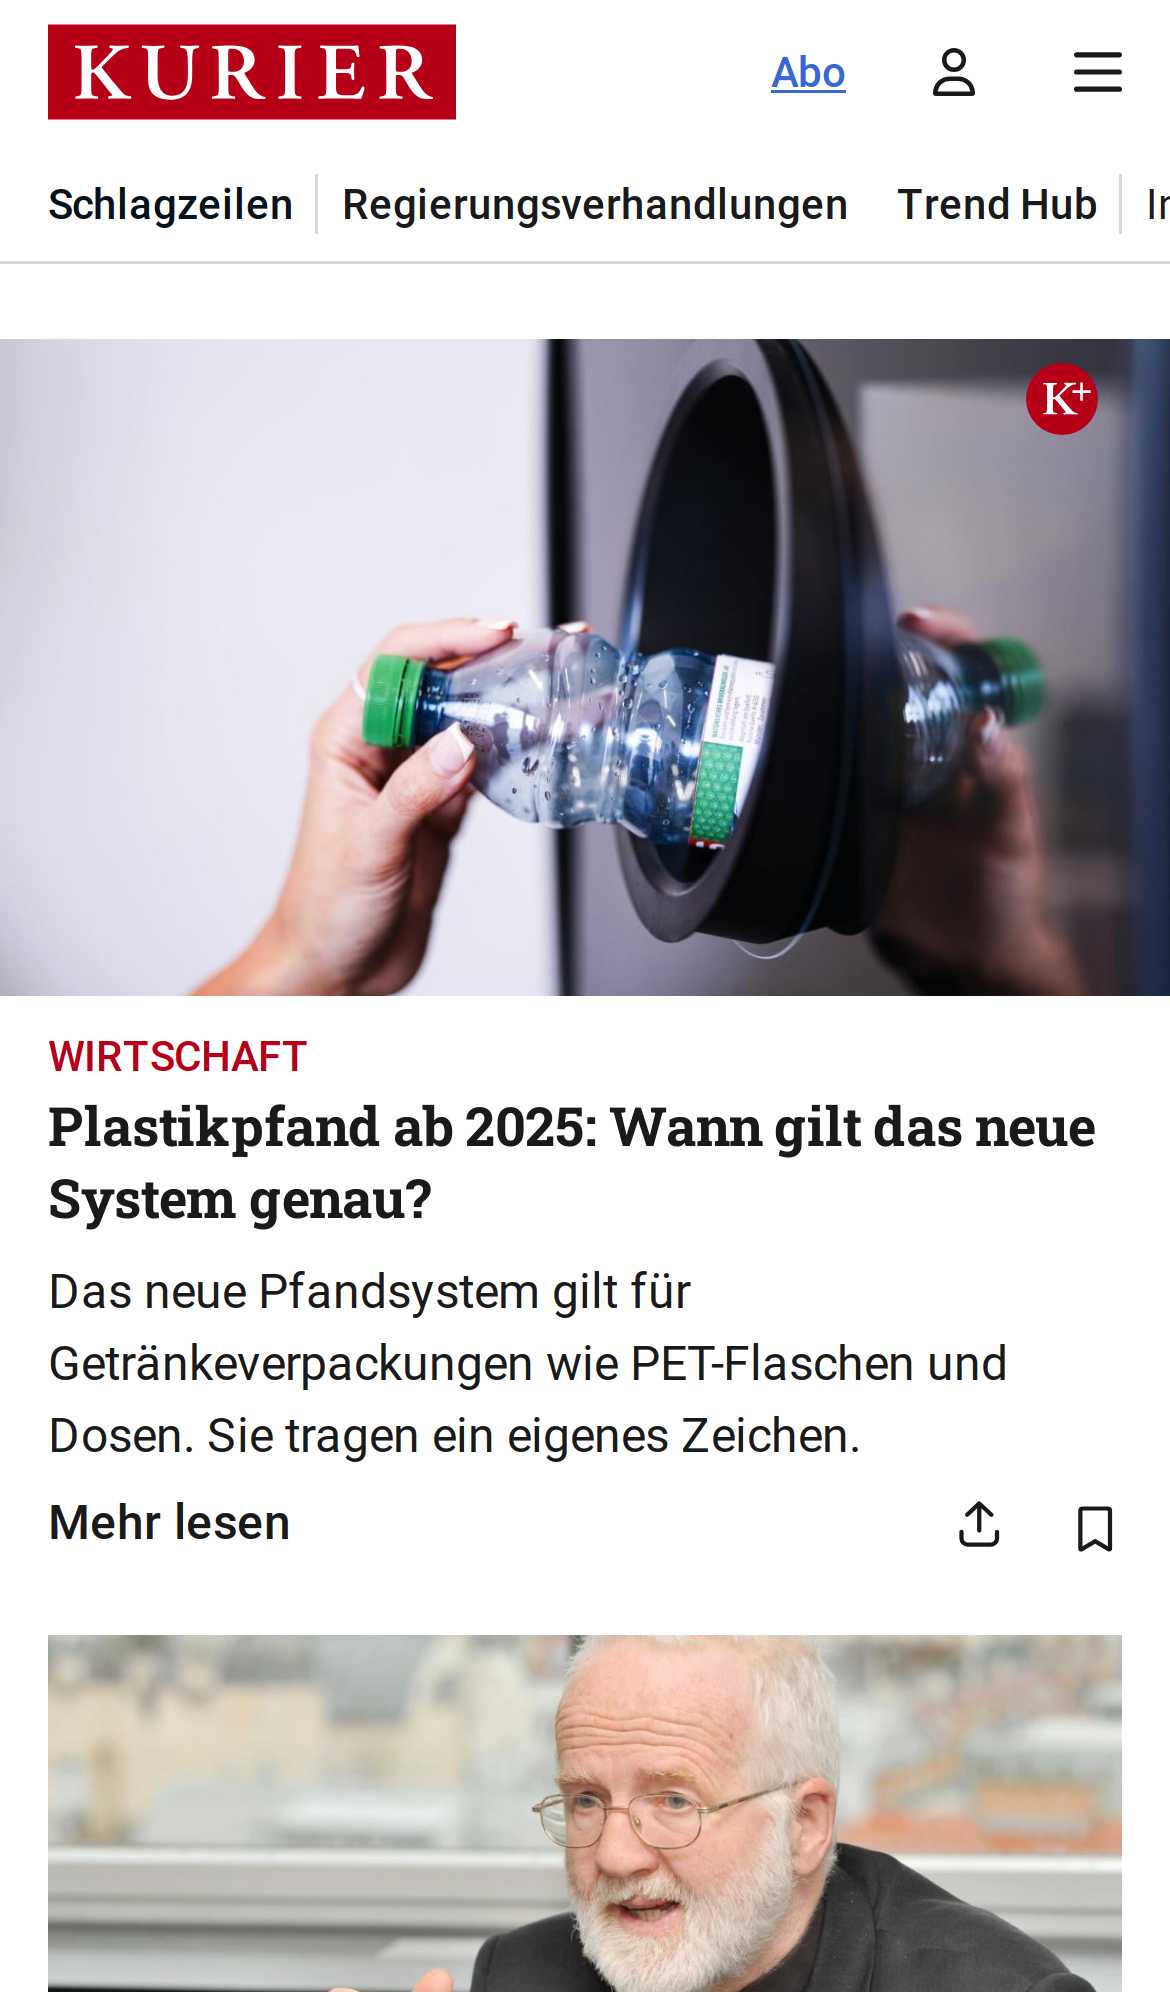 KURIER
Abo
Schlagzeilen
Regierungsverhandlungen
Trend Hub
K+
WIRTSCHAFT
Plastikpfand ab 2025: Wann gilt das neue
System genau?
Das neue Pfandsystem gilt für
Getränkeverpackungen wie PET-Flaschen und
Dosen. Sie tragen ein eigenes Zeichen.
Mehr lesen